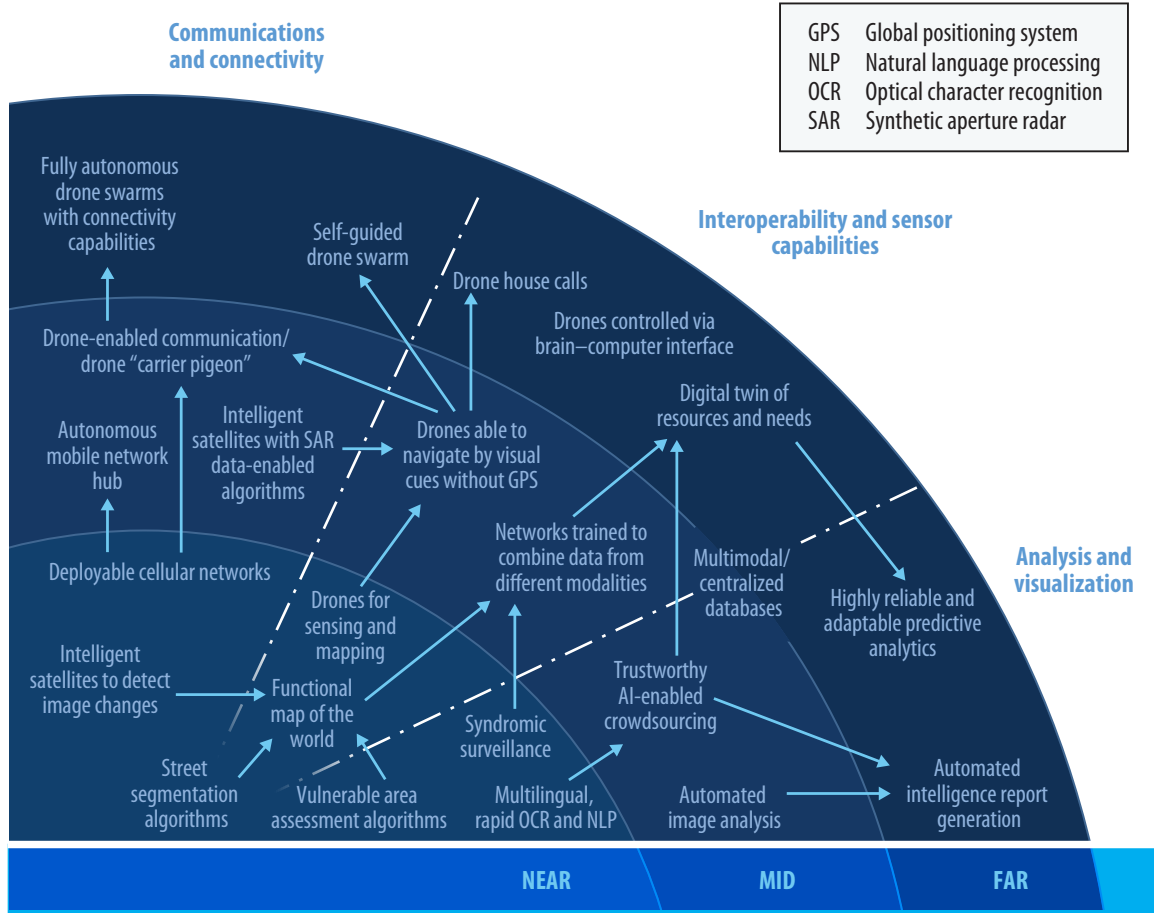 Communications
and connectivity
GPS Global positioning system
NLP Natural language processing
OCR Optical character recognition
SAR Synthetic aperture radar
Fully autonomous
drone swarms
with connectivity
capabilities
Self-guided
drone swarm
Interoperability and sensor
capabilities
Drone house calls
Drones controlled via
brain–computer interface
Drone-enabled communication/
drone “carrier pigeon”
Digital twin of
resources and needs
Autonomous
mobile network
hub
Intelligent
satellites with SAR
data-enabled
algorithms
Drones able to
navigate by visual
cues without GPS
Networks trained to
combine data from
different modalities
Multimodal/
centralized
databases
Analysis and
visualization
Deployable cellular networks
Drones for
sensing and
mapping
Highly reliable and
adaptable predictive
analytics
Intelligent
satellites to detect
image changes
Functional
map of the
world
Syndromic
surveillance
Trustworthy
AI-enabled
crowdsourcing
Street
segmentation
algorithms
Vulnerable area
assessment algorithms
Multilingual,
rapid OCR and NLP
Automated
image analysis
Automated
intelligence report
generation
NEAR
MID
FAR